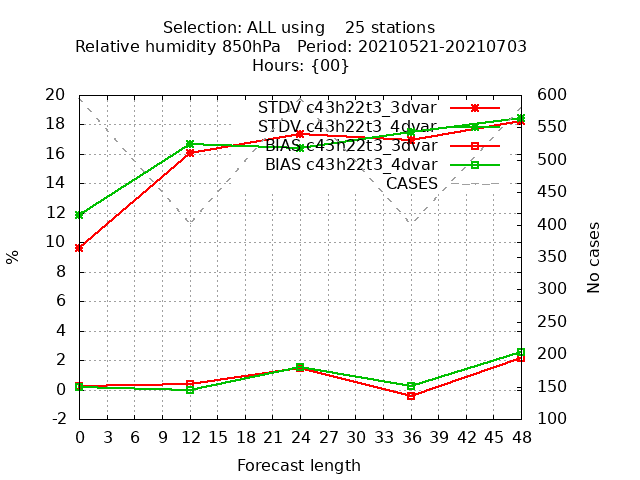 Selection: ALL using    25 stations
Relative humidity 850hPa   Period: 20210521-20210703
Hours: {00}
20
18
16
14
12
10
8
6
4
2
0
-2
%
600
550
500
450
400
350
300
250
200
150
100
No cases
STDV c43h22t3_3dvar
STDV c43h22t3_4dvar
BIAS c43h22t3_3dvar
BIAS c43h22t3_4dvar
CASES
0 3 6 9 12 15 18 21 24 27 30 33 36 39 42 45 48
Forecast length